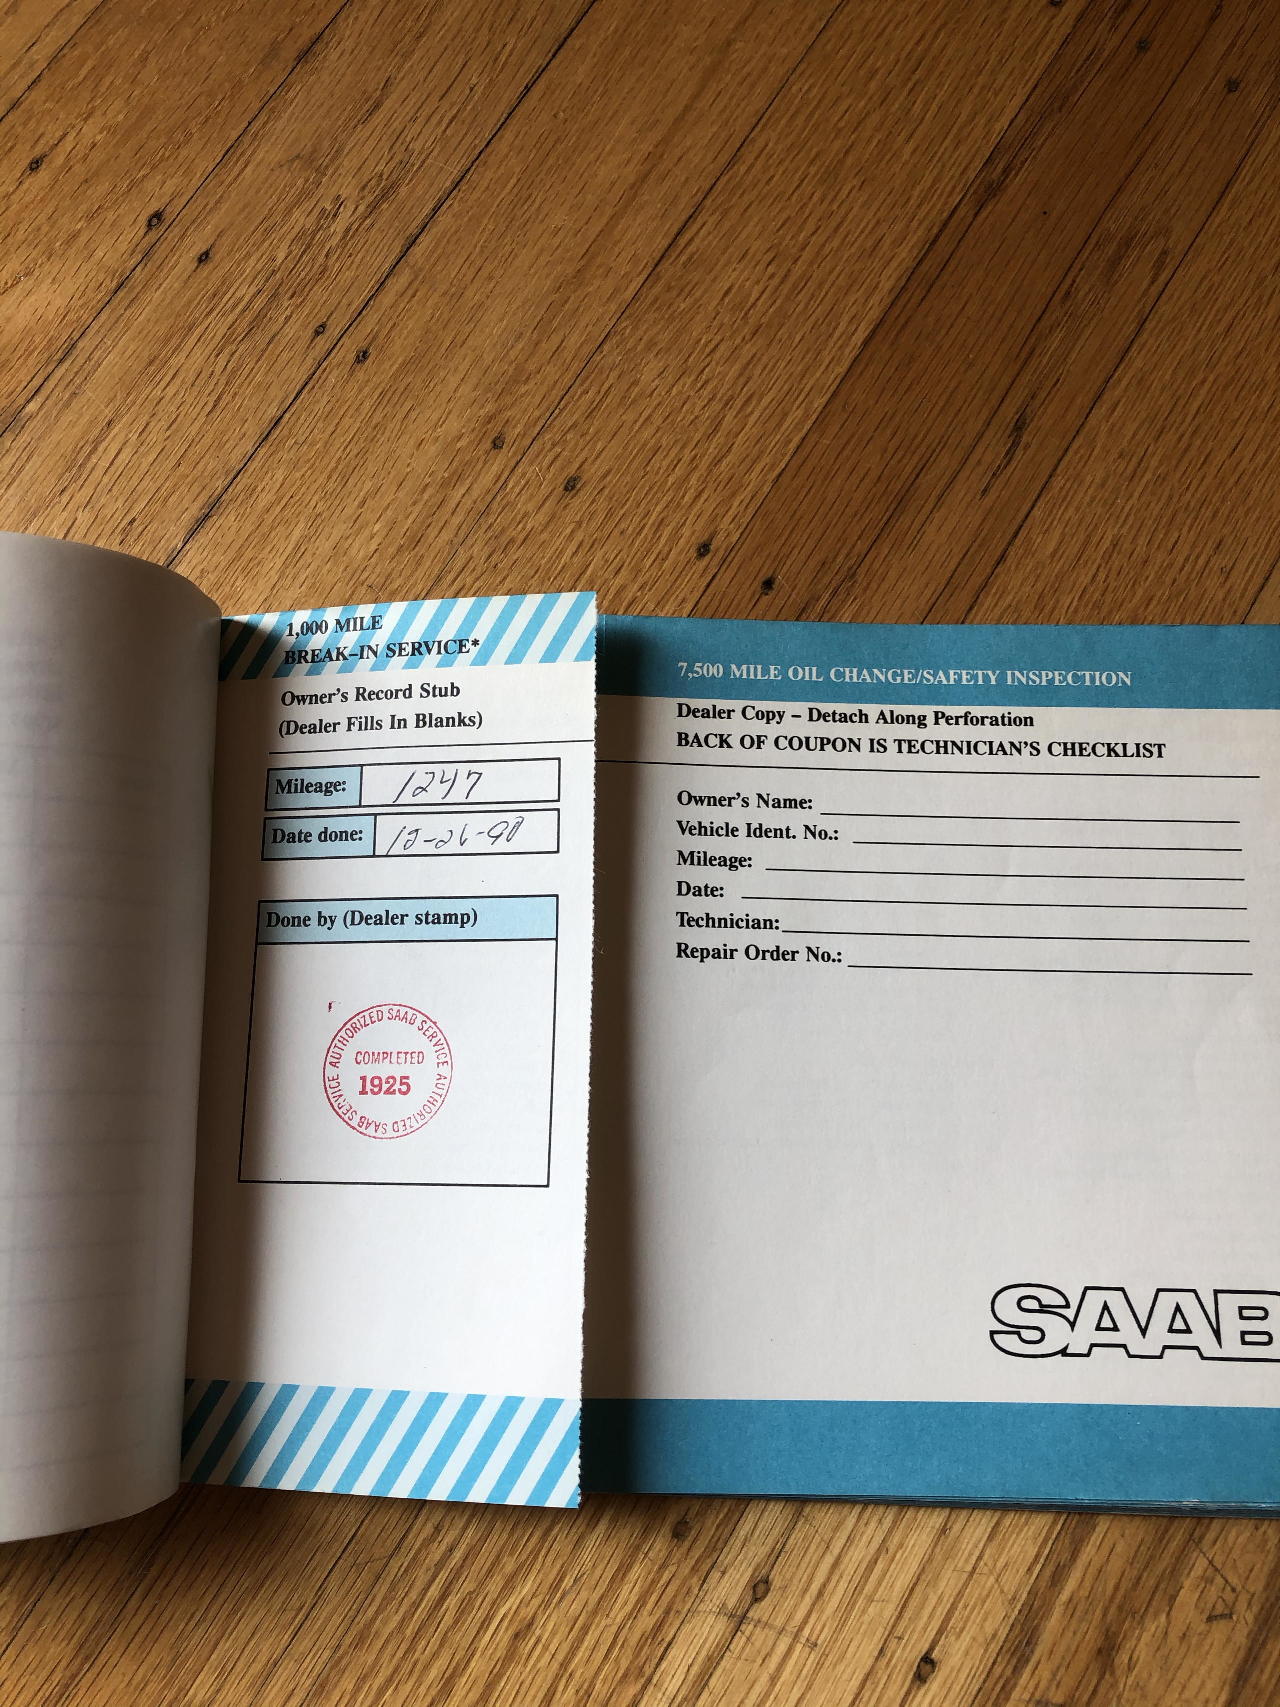 1,000 MILE
BREAK-IN SERVICE*
Owner's Record Stub
(Dealer Fills In Blanks)
Mileage: 1247
Date done: 12-26-90
Done by (Dealer stamp)
AUTHORIZED SAAB SERVICE AUTHORIZED SAAB SERVICE
COMPLETED
1925
7,500 MILE OIL CHANGE/SAFETY INSPECTION
Dealer Copy – Detach Along Perforation
BACK OF COUPON IS TECHNICIAN'S CHECKLIST
Owner's Name:
Vehicle Ident. No.:
Mileage:
Date:
Technician:
Repair Order No.:
SAAB